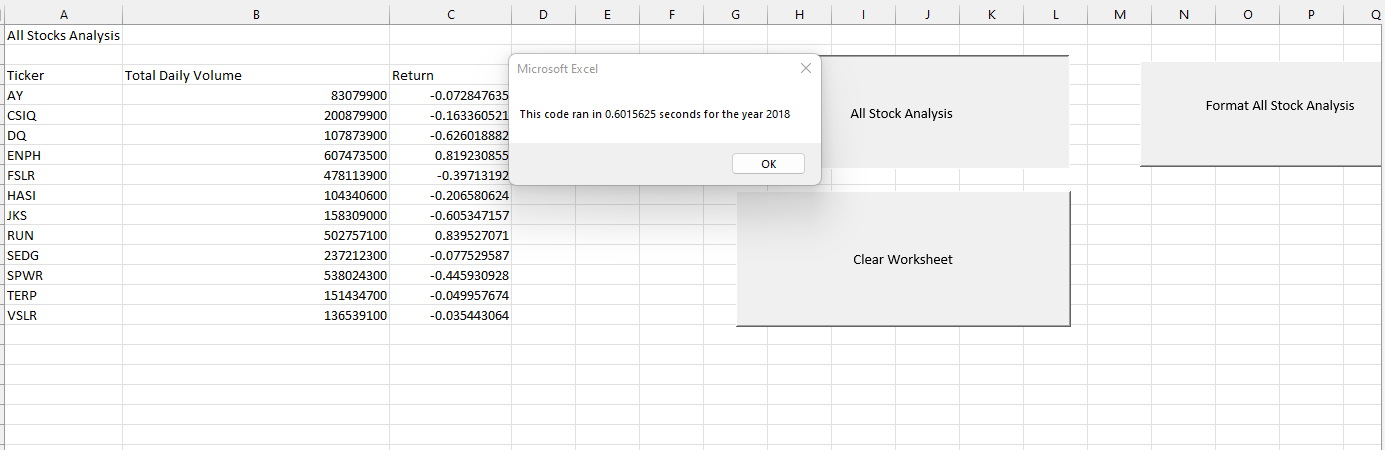 A B C D E F G H I J K L M N O P Q
All Stocks Analysis
Ticker Total Daily Volume Return
AY 83079900 -0.072847635
CSIQ 200879900 -0.163360521
DQ 107873900 -0.626018882
ENPH 607473500 0.819230855
FSLR 478113900 -0.39713192
HASI 104340600 -0.206580624
JKS 158309000 -0.605347157
RUN 502757100 0.839527071
SEDG 237212300 -0.077529587
SPWR 538024300 -0.445930928
TERP 151434700 -0.049957674
VSLR 136539100 -0.035443064
Microsoft Excel
This code ran in 0.6015625 seconds for the year 2018
OK
All Stock Analysis
Format All Stock Analysis
Clear Worksheet